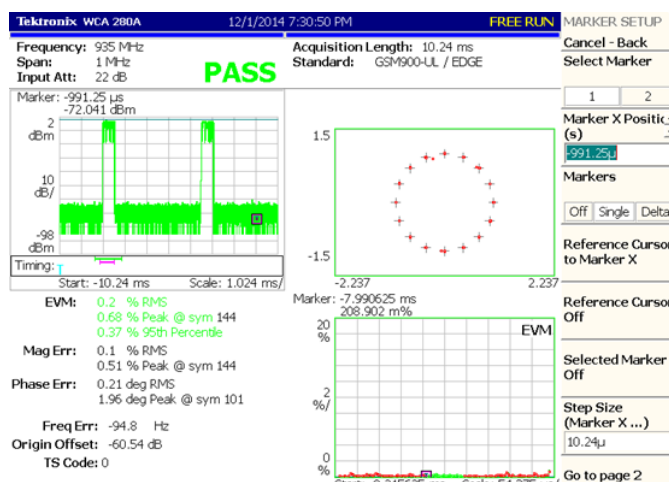 Tektronix WCA 280A 12/1/2014 7:30:50 PM FREE RUN
Frequency: 935 MHz
Span: 1 MHz
Input Att: 22 dB
PASS
Acquisition Length: 10.24 ms
Standard: GSM900-UL / EDGE
Marker: -991.25 µs
-72.041 dBm
2
dBm
10
dB/
-98
dBm
Timing:
Start: -10.24 ms Scale: 1.024 ms/
1.5
-1.5
-2.237 2.237
EVM: 0.2 % RMS
0.68 % Peak @ sym 144
0.37 % 95th Percentile
Mag Err: 0.1 % RMS
0.51 % Peak @ sym 144
Phase Err: 0.21 deg RMS
1.96 deg Peak @ sym 101
Freq Err: -94.8 Hz
Origin Offset: -60.54 dB
TS Code: 0
Marker: -7.990625 ms
208.902 m%
20
%
EVM
2
%/
0
%
MARKER SETUP
Cancel - Back
Select Marker
1 2
Marker X
(s)
-991.25µ
Markers
Off Single Delta
Reference Cursor
to Marker X
Reference Cursor
Off
Selected Marker
Off
Step Size
(Marker X ...)
10.24µ
Go to page 2